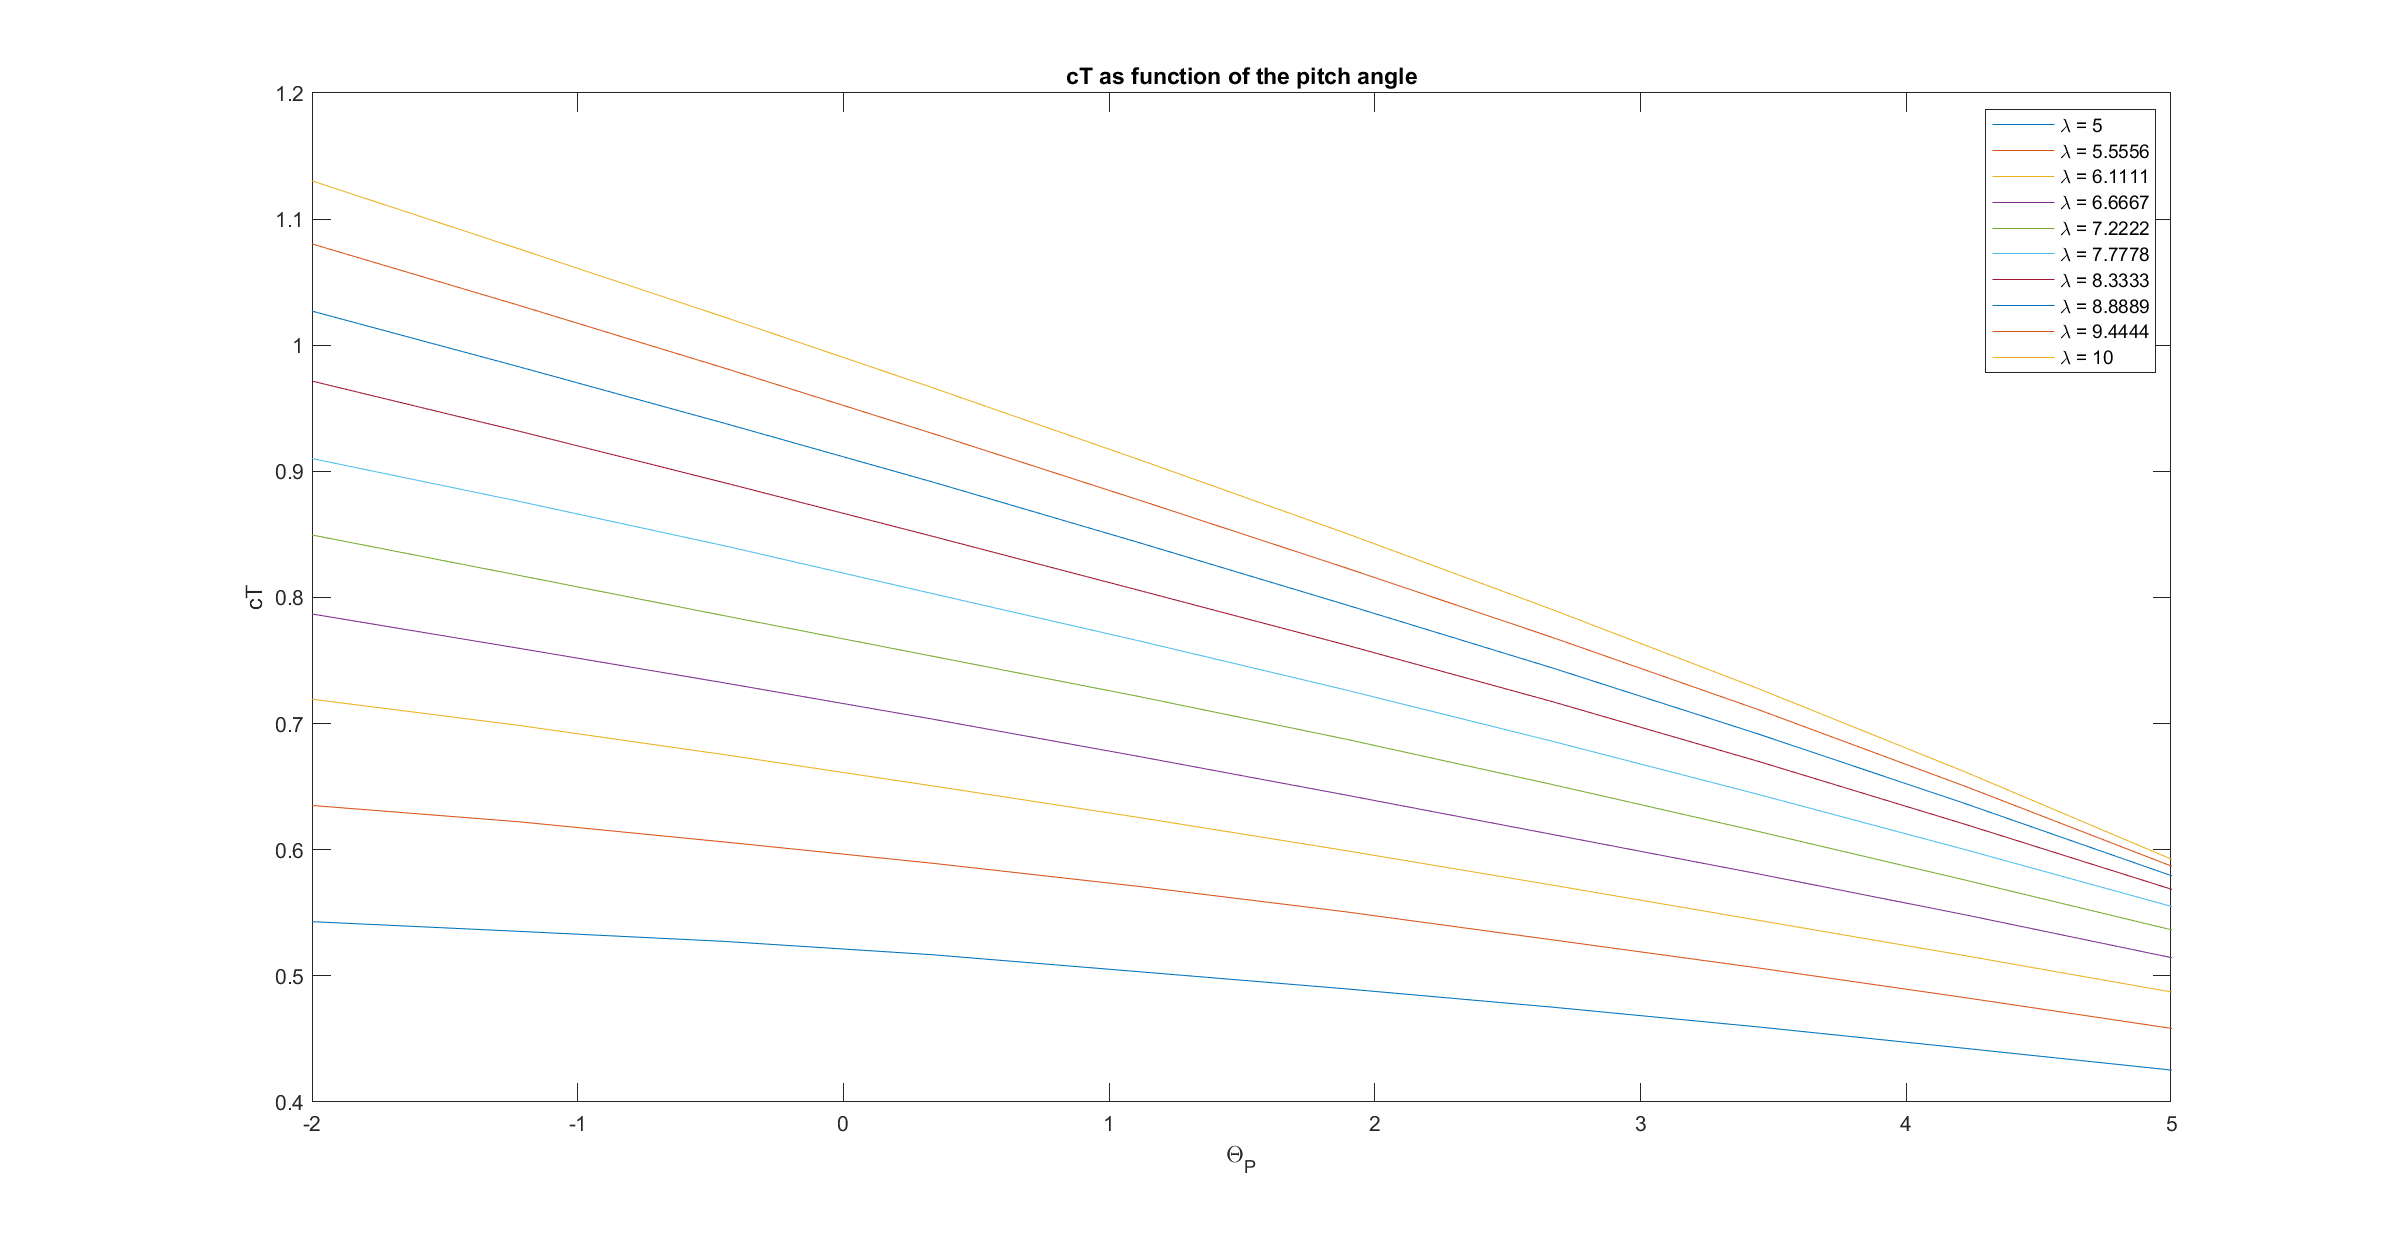 cT as function of the pitch angle
1.2
1.1
1
0.9
0.8
0.7
0.6
0.5
0.4
cT
λ = 5
λ = 5.5556
λ = 6.1111
λ = 6.6667
λ = 7.2222
λ = 7.7778
λ = 8.3333
λ = 8.8889
λ = 9.4444
λ = 10
-2 -1 0 1 2 3 4 5
Θ_P